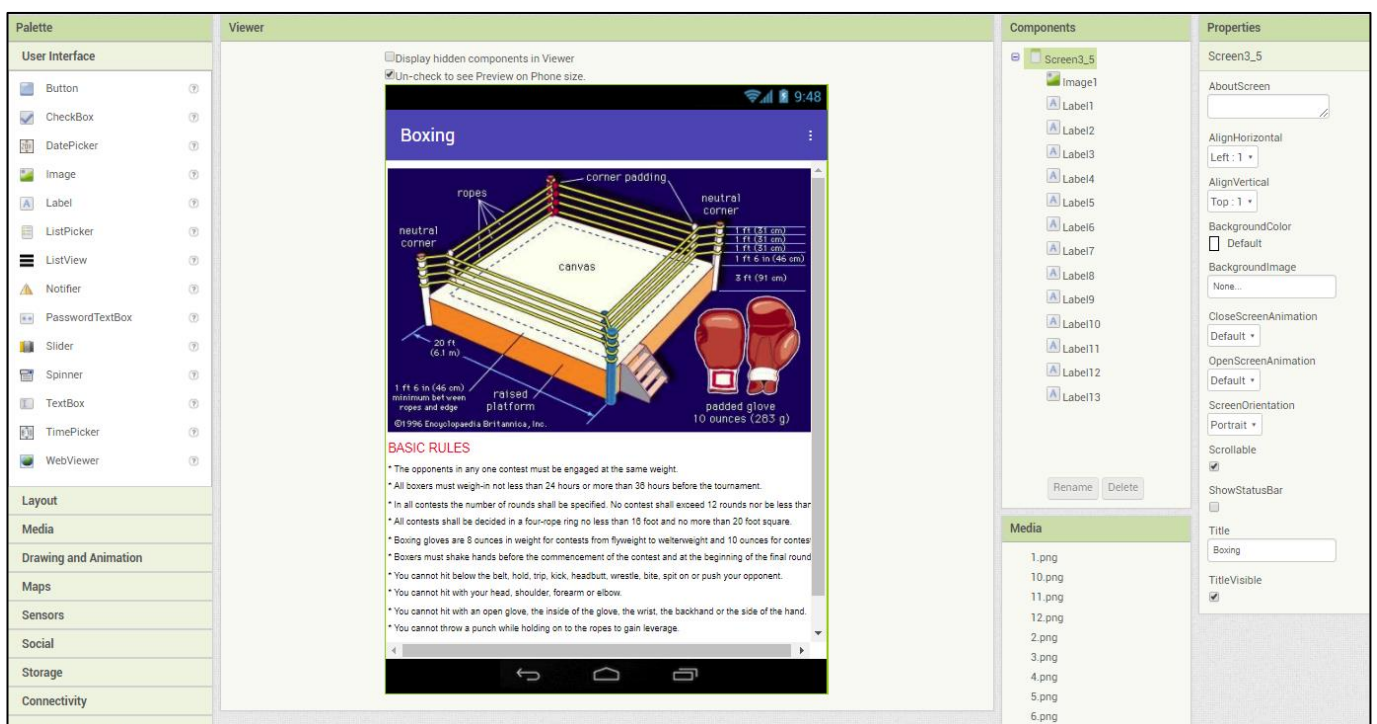 Palette
User Interface
Button
CheckBox
DatePicker
Image
Label
ListPicker
ListView
Notifier
PasswordTextBox
Slider
Spinner
TextBox
TimePicker
WebViewer
Layout
Media
Drawing and Animation
Maps
Sensors
Social
Storage
Connectivity
Viewer
Display hidden components in Viewer
Un-check to see Preview on Phone size.
9:48
Boxing
corner padding
ropes
neutral
corner
neutral
corner
1 ft (31 cm)
1 ft (31 cm)
1 ft (31 cm)
1 ft 6 in (46 cm)
3 ft (91 cm)
canvas
20 ft
(6.1 m)
1 ft 6 in (46 cm)
minimum between
ropes and edge
raised
platform
padded glove
10 ounces (283 g)
©1996 Encyclopaedia Britannica, Inc.
BASIC RULES
* The opponents in any one contest must be engaged at the same weight.
* All boxers must weigh-in not less than 24 hours or more than 36 hours before the tournament.
* In all contests the number of rounds shall be specified. No contest shall exceed 12 rounds nor be less than
* All contests shall be decided in a four-rope ring no less than 16 foot and no more than 20 foot square.
* Boxing gloves are 8 ounces in weight for contests from flyweight to welterweight and 10 ounces for contest
* Boxers must shake hands before the commencement of the contest and at the beginning of the final round
* You cannot hit below the belt, hold, trip, kick, headbutt, wrestle, bite, spit on or push your opponent.
* You cannot hit with your head, shoulder, forearm or elbow.
* You cannot hit with an open glove, the inside of the glove, the wrist, the backhand or the side of the hand.
* You cannot throw a punch while holding on to the ropes to gain leverage.
Components
Screen3_5
Image1
Label1
Label2
Label3
Label4
Label5
Label6
Label7
Label8
Label9
Label10
Label11
Label12
Label13
Rename
Delete
Media
1.png
10.png
11.png
12.png
2.png
3.png
4.png
5.png
6.png
Properties
Screen3_5
AboutScreen
AlignHorizontal
Left : 1
AlignVertical
Top : 1
BackgroundColor
Default
BackgroundImage
None...
CloseScreenAnimation
Default
OpenScreenAnimation
Default
ScreenOrientation
Portrait
Scrollable
ShowStatusBar
Title
Boxing
TitleVisible